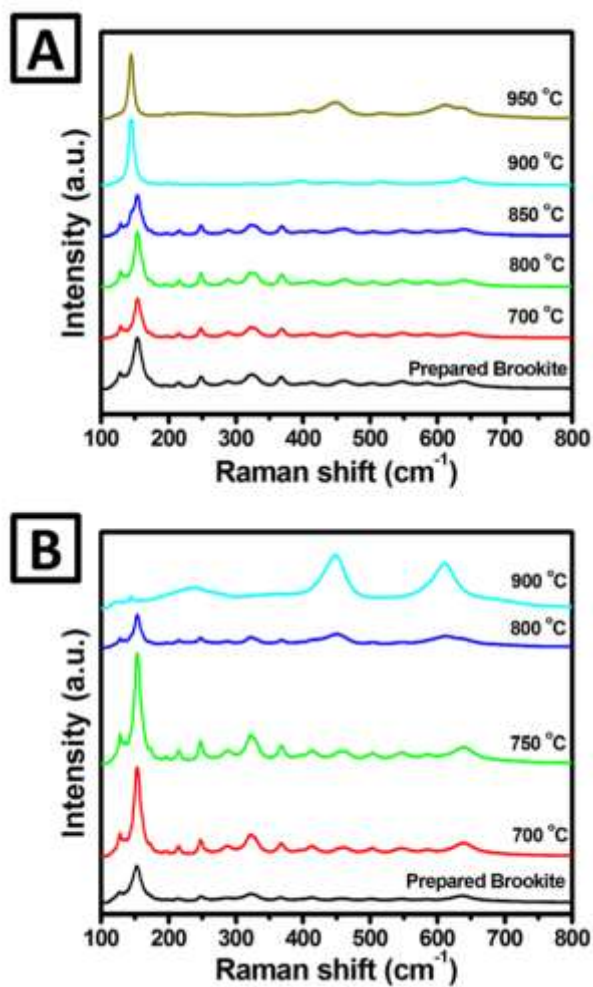 A
Intensity (a.u.)
950 °C
900 °C
850 °C
800 °C
700 °C
Prepared Brookite
100 200 300 400 500 600 700 800
Raman shift (cm⁻¹)
B
Intensity (a.u.)
900 °C
800 °C
750 °C
700 °C
Prepared Brookite
100 200 300 400 500 600 700 800
Raman shift (cm⁻¹)